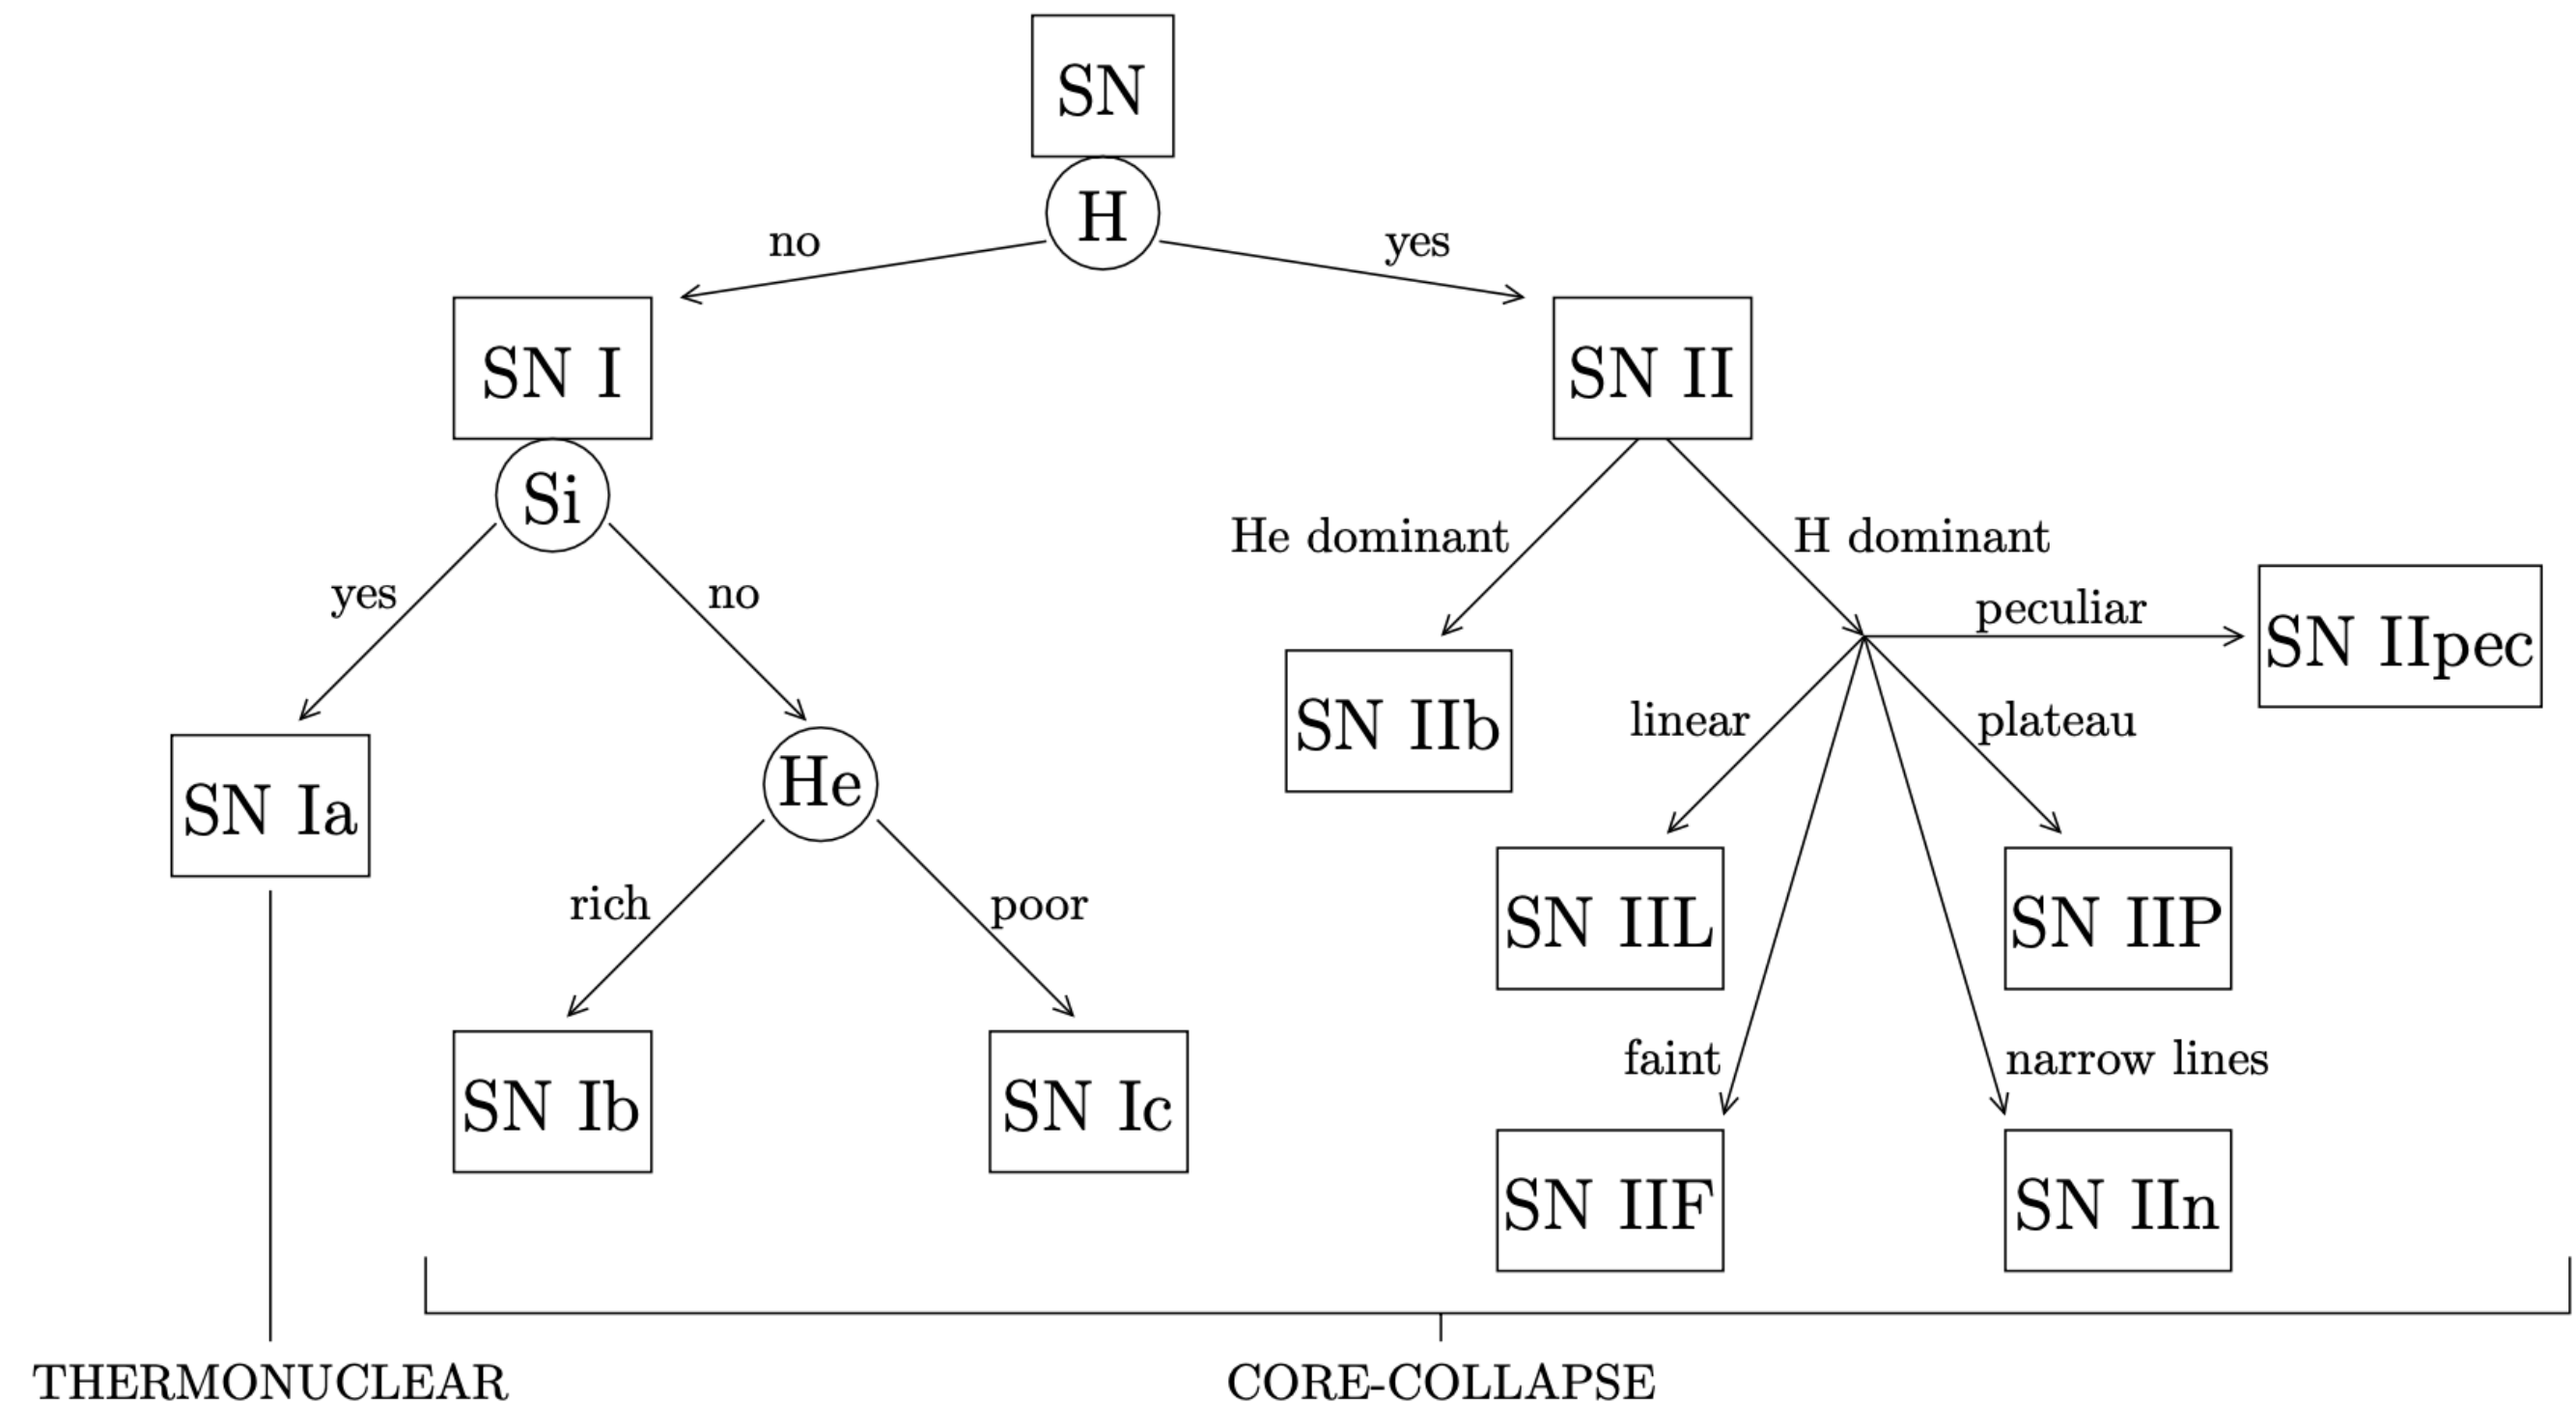 SN
H
no
yes
SN I
SN II
Si
He dominant
H dominant
yes
no
peculiar
SN IIpec
SN IIb
linear
plateau
SN Ia
He
rich
poor
SN IIL
SN IIP
faint
narrow lines
SN Ib
SN Ic
SN IIF
SN IIn
THERMONUCLEAR
CORE-COLLAPSE